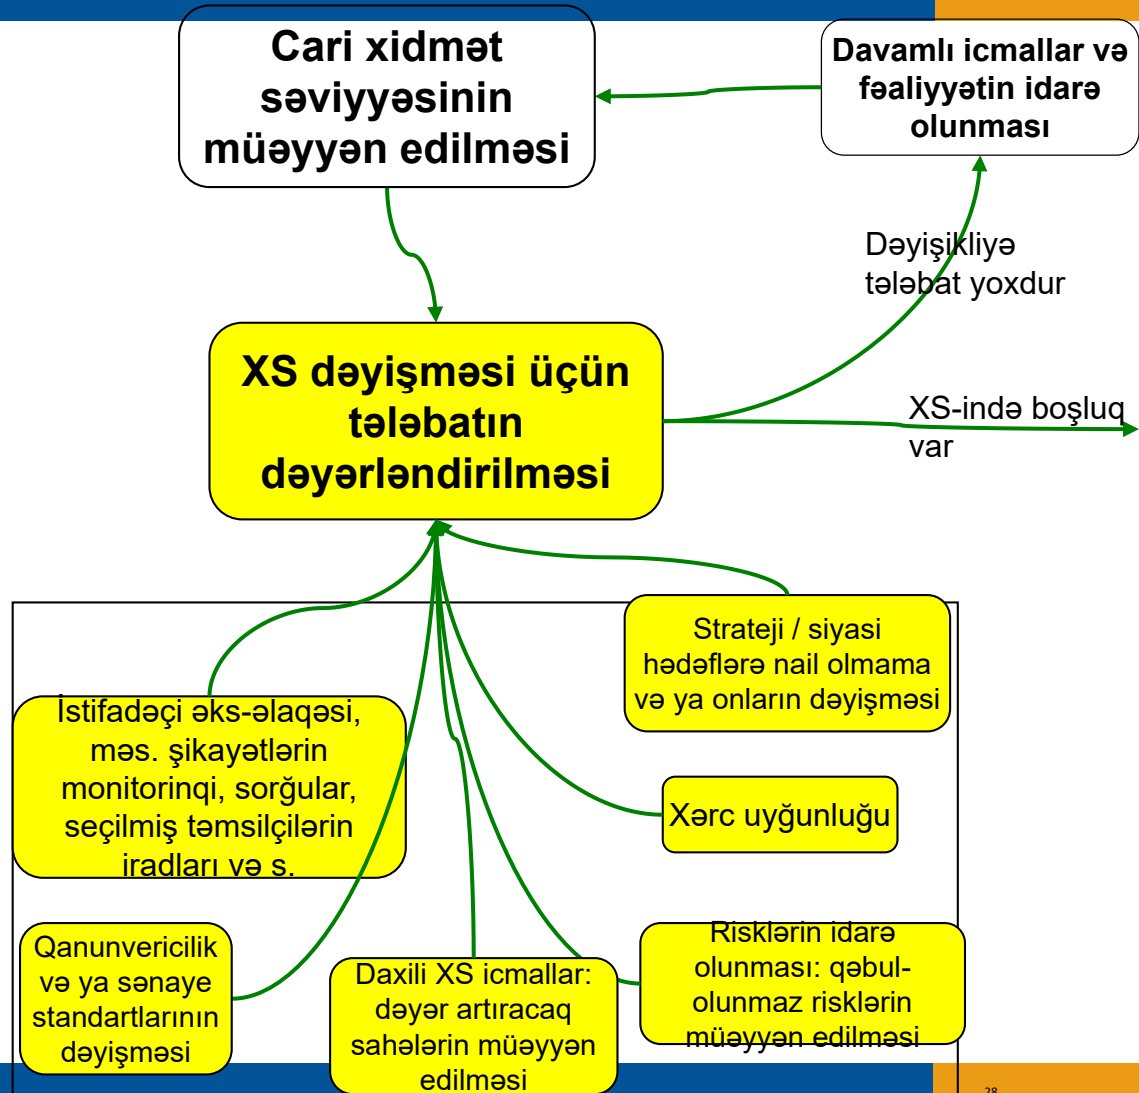 Cari xidmət
səviyyəsinin
müəyyən edilməsi
Davamlı icmallar və
fəaliyyətin idarə
olunması
Dəyişikliyə
tələbat yoxdur
XS dəyişməsi üçün
tələbatın
dəyərləndirilməsi
XS-ində boşluq
var
Strateji / siyasi
hədəflərə nail olmama
və ya onların dəyişməsi
İstifadəçi əks-əlaqəsi,
məs. şikayətlərin
monitorinqi, sorğular,
seçilmiş təmsilçilərin
iradları və s.
Xərc uyğunluğu
Qanunvericilik
və ya sənaye
standartlarının
dəyişməsi
Daxili XS icmallar:
dəyər artıracaq
sahələrin müəyyən
edilməsi
Risklərin idarə
olunması: qəbul-
olunmaz risklərin
müəyyən edilməsi
28